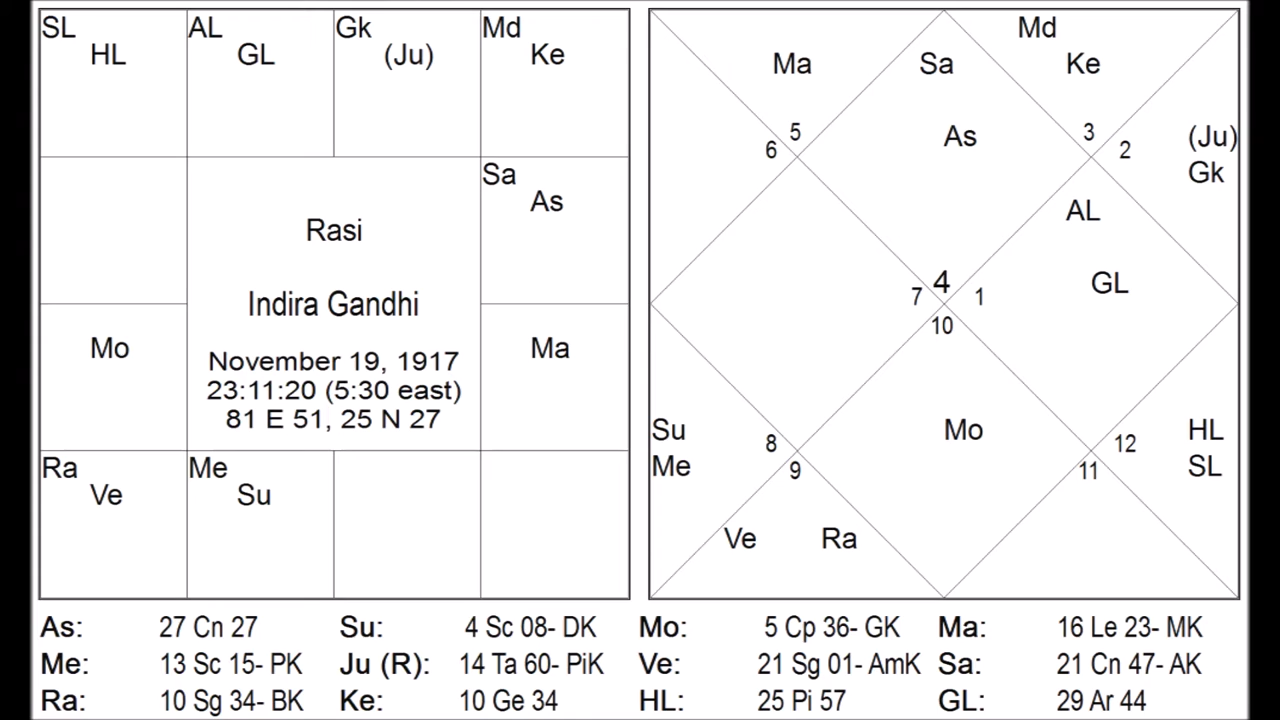 SL
HL
AL
GL
Gk
(Ju)
Md
Ke
Sa
As
Rasi
Indira Gandhi
November 19, 1917
23:11:20 (5:30 east)
81 E 51, 25 N 27
Mo
Ma
Ra
Ve
Me
Su
Md
Ma
Sa
Ke
5
6
As
3
2
(Ju)
Gk
AL
GL
7
4
1
10
Su
Me
8
9
Mo
12
11
HL
SL
Ve
Ra
As: 27 Cn 27 Su: 4 Sc 08- DK Mo: 5 Cp 36- GK Ma: 16 Le 23- MK
Me: 13 Sc 15- PK Ju (R): 14 Ta 60- PiK Ve: 21 Sg 01- AmK Sa: 21 Cn 47- AK
Ra: 10 Sg 34- BK Ke: 10 Ge 34 HL: 25 Pi 57 GL: 29 Ar 44